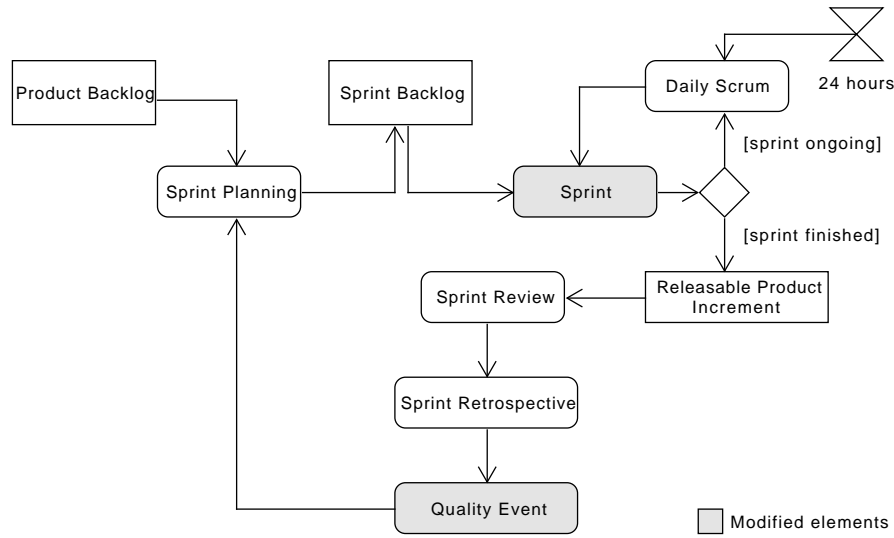 Product Backlog
Sprint Backlog
Daily Scrum
24 hours
[sprint ongoing]
Sprint Planning
Sprint
[sprint finished]
Sprint Review
Releasable Product
Increment
Sprint Retrospective
Quality Event
Modified elements